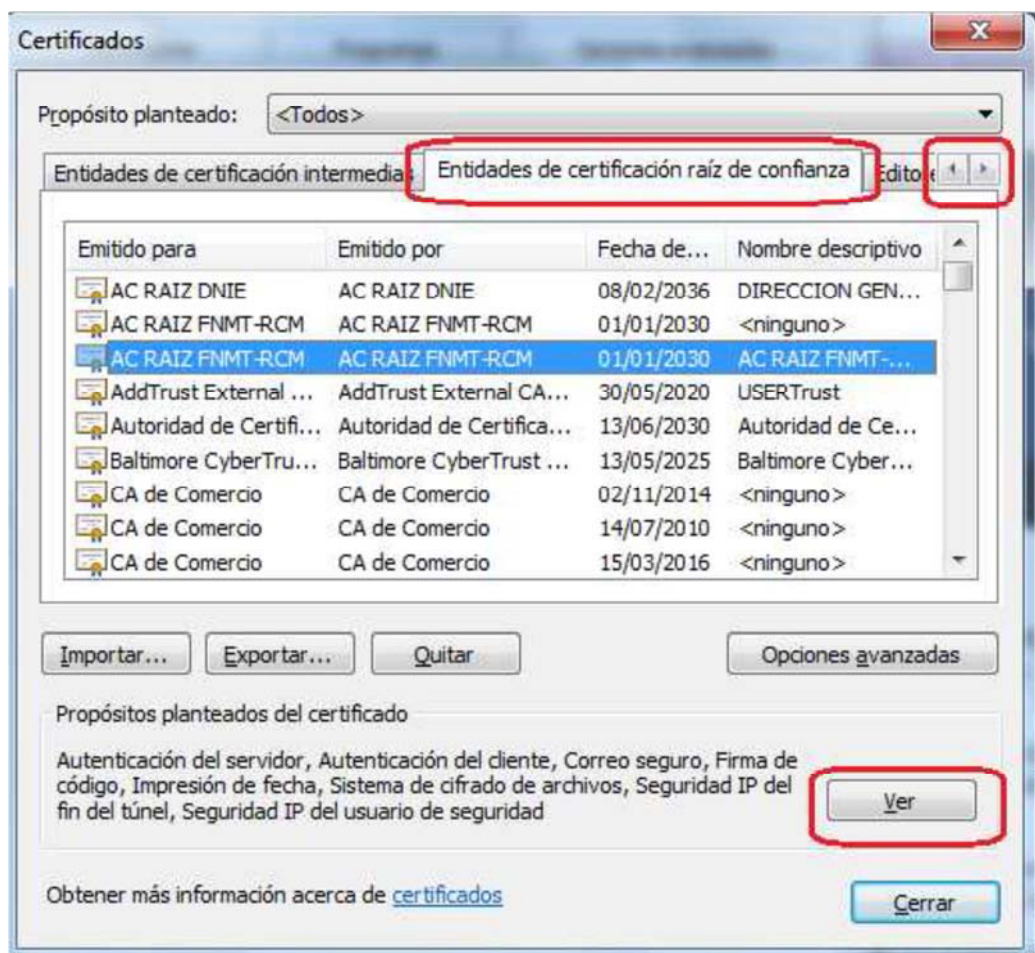 Certificados
Propósito planteado: <Todos>
Entidades de certificación intermedias Entidades de certificación raíz de confianza Editore
Emitido para Emitido por Fecha de... Nombre descriptivo
AC RAIZ DNIE AC RAIZ DNIE 08/02/2036 DIRECCION GEN...
AC RAIZ FNMT-RCM AC RAIZ FNMT-RCM 01/01/2030 <ninguno>
AC RAIZ FNMT-RCM AC RAIZ FNMT-RCM 01/01/2030 AC RAIZ FNMT-...
AddTrust External ... AddTrust External CA... 30/05/2020 USERTrust
Autoridad de Certifi... Autoridad de Certifica... 13/06/2030 Autoridad de Ce...
Baltimore CyberTru... Baltimore CyberTrust ... 13/05/2025 Baltimore Cyber...
CA de Comercio CA de Comercio 02/11/2014 <ninguno>
CA de Comercio CA de Comercio 14/07/2010 <ninguno>
CA de Comercio CA de Comercio 15/03/2016 <ninguno>
Importar... Exportar... Quitar Opciones avanzadas
Propósitos planteados del certificado
Autenticación del servidor, Autenticación del cliente, Correo seguro, Firma de
código, Impresión de fecha, Sistema de cifrado de archivos, Seguridad IP del
fin del túnel, Seguridad IP del usuario de seguridad
Ver
Obtener más información acerca de certificados
Cerrar